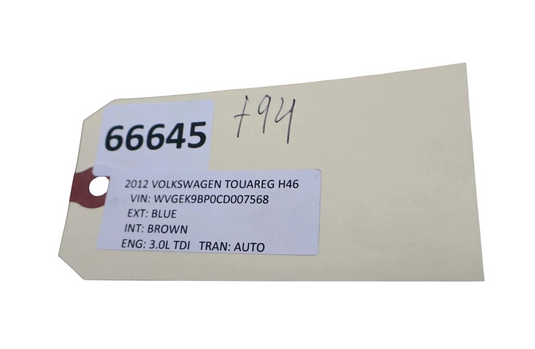 66645
794
2012 VOLKSWAGEN TOUAREG H46
VIN: WVGEK9BP0CD007568
EXT: BLUE
INT: BROWN
ENG: 3.0L TDI TRAN: AUTO